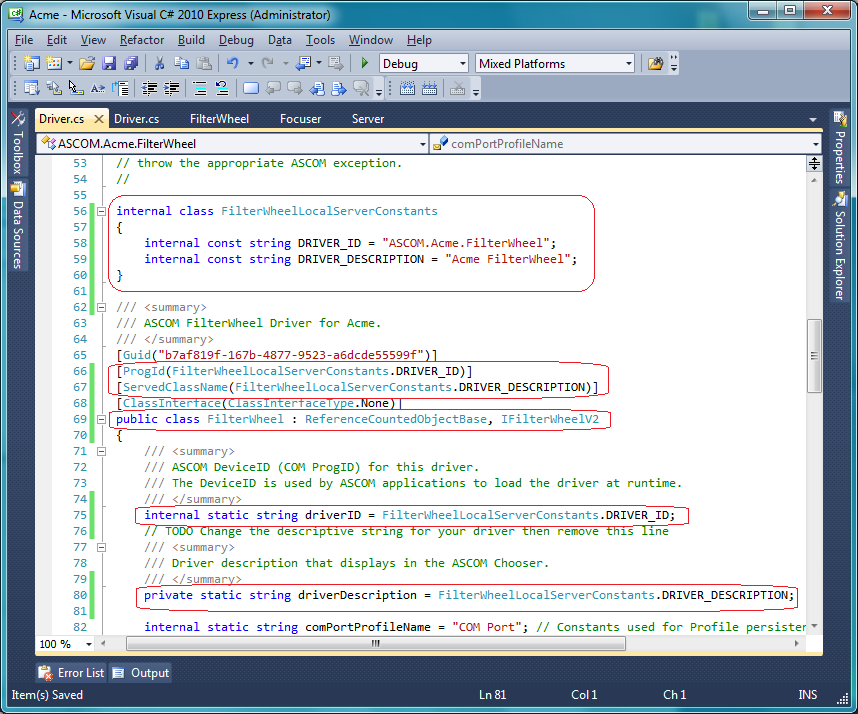 Acme - Microsoft Visual C# 2010 Express (Administrator)
File Edit View Refactor Build Debug Data Tools Window Help
Debug Mixed Platforms
Driver.cs Driver.cs FilterWheel Focuser Server
ASCOM.Acme.FilterWheel comPortProfileName
Toolbox
Data Sources
Properties
Solution Explorer
53 // throw the appropriate ASCOM exception.
54 //
55
56 internal class FilterWheelLocalServerConstants
57 {
58 internal const string DRIVER_ID = "ASCOM.Acme.FilterWheel";
59 internal const string DRIVER_DESCRIPTION = "Acme FilterWheel";
60 }
61
62 /// <summary>
63 /// ASCOM FilterWheel Driver for Acme.
64 /// </summary>
65 [Guid("b7af819f-167b-4877-9523-a6dcde55599f")]
66 [ProgId(FilterWheelLocalServerConstants.DRIVER_ID)]
67 [ServedClassName(FilterWheelLocalServerConstants.DRIVER_DESCRIPTION)]
68 [ClassInterface(ClassInterfaceType.None)]
69 public class FilterWheel : ReferenceCountedObjectBase, IFilterWheelV2
70 {
71 /// <summary>
72 /// ASCOM DeviceID (COM ProgID) for this driver.
73 /// The DeviceID is used by ASCOM applications to load the driver at runtime.
74 /// </summary>
75 internal static string driverID = FilterWheelLocalServerConstants.DRIVER_ID;
76 // TODO Change the descriptive string for your driver then remove this line
77 /// <summary>
78 /// Driver description that displays in the ASCOM Chooser.
79 /// </summary>
80 private static string driverDescription = FilterWheelLocalServerConstants.DRIVER_DESCRIPTION;
81
82 internal static string comPortProfileName = "COM Port"; // Constants used for Profile persister
100 %
Error List Output
Item(s) Saved Ln 81 Col 1 Ch 1 INS